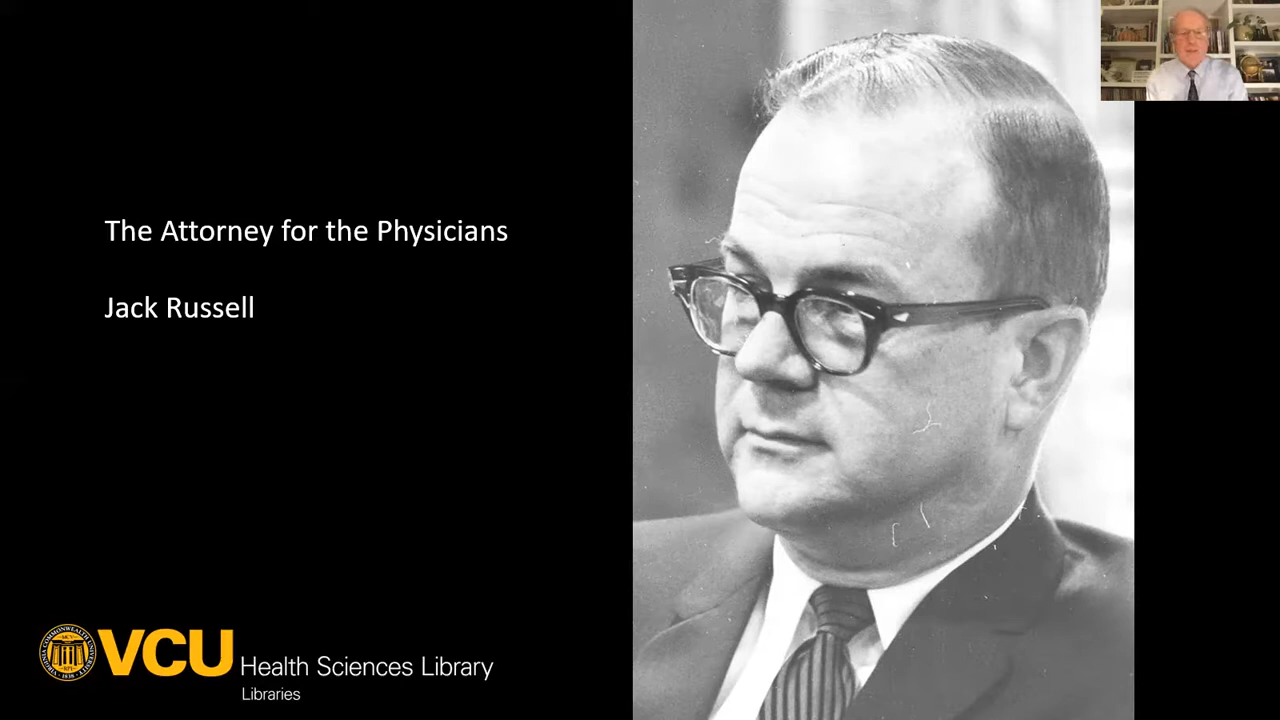 The Attorney for the Physicians
Jack Russell
VCU Health Sciences Library
Libraries